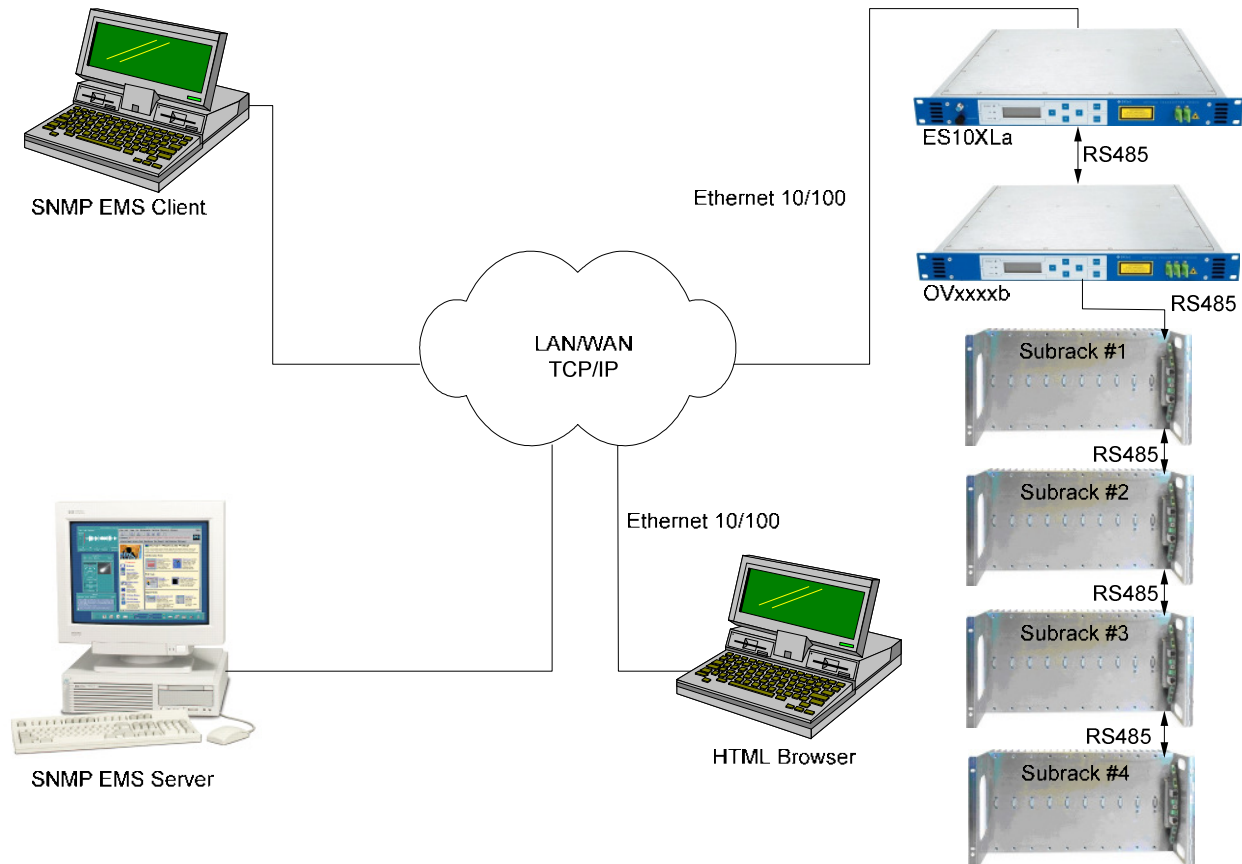 SNMP EMS Client
ES10XLa
RS485
Ethernet 10/100
OVxxxxb
RS485
LAN/WAN
TCP/IP
Subrack #1
RS485
Subrack #2
Ethernet 10/100
RS485
Subrack #3
RS485
HTML Browser
SNMP EMS Server
Subrack #4